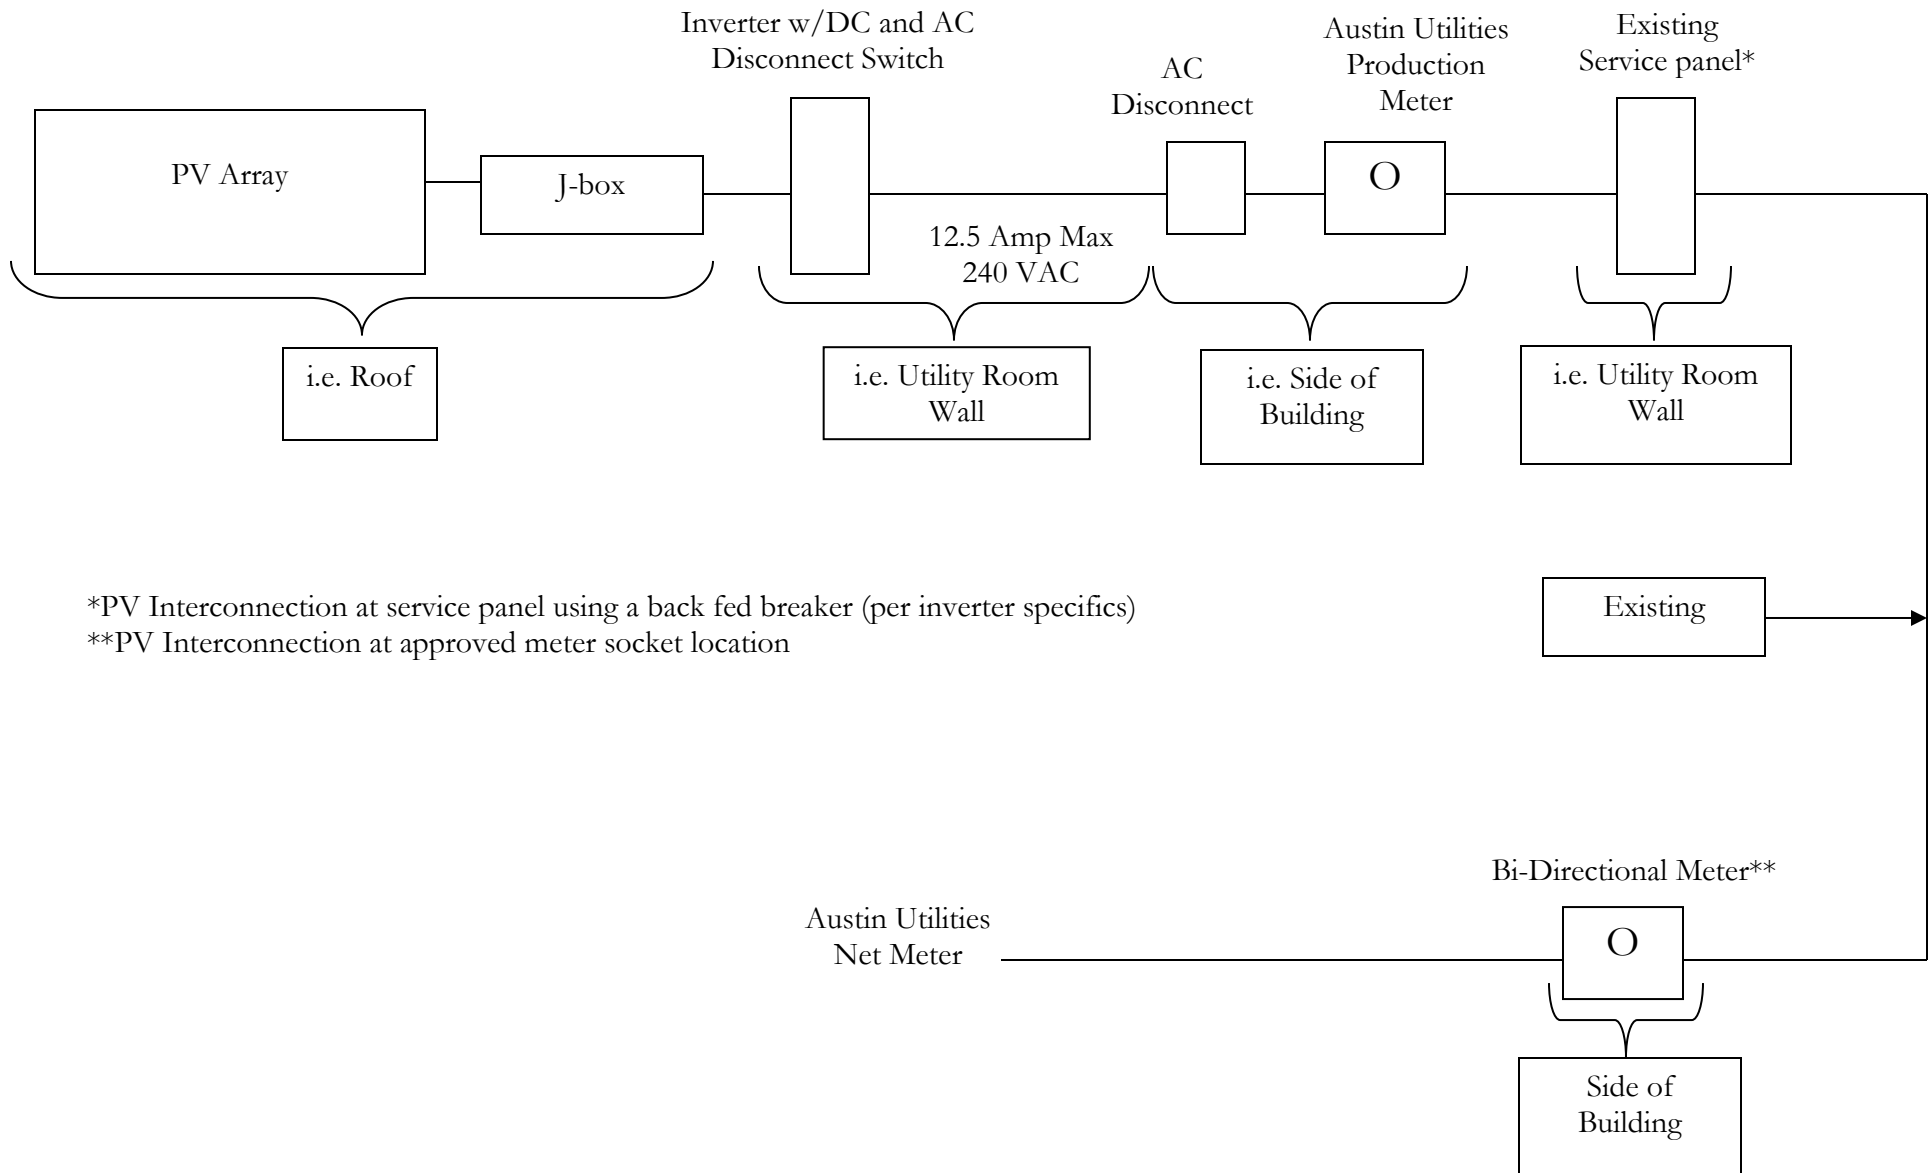 Inverter w/DC and AC
Disconnect Switch
AC
Disconnect
Austin Utilities
Production
Meter
Existing
Service panel*
PV Array
J-box
O
12.5 Amp Max
240 VAC
i.e. Roof
i.e. Utility Room
Wall
i.e. Side of
Building
i.e. Utility Room
Wall
*PV Interconnection at service panel using a back fed breaker (per inverter specifics)
**PV Interconnection at approved meter socket location
Existing
Bi-Directional Meter**
Austin Utilities
Net Meter
O
Side of
Building